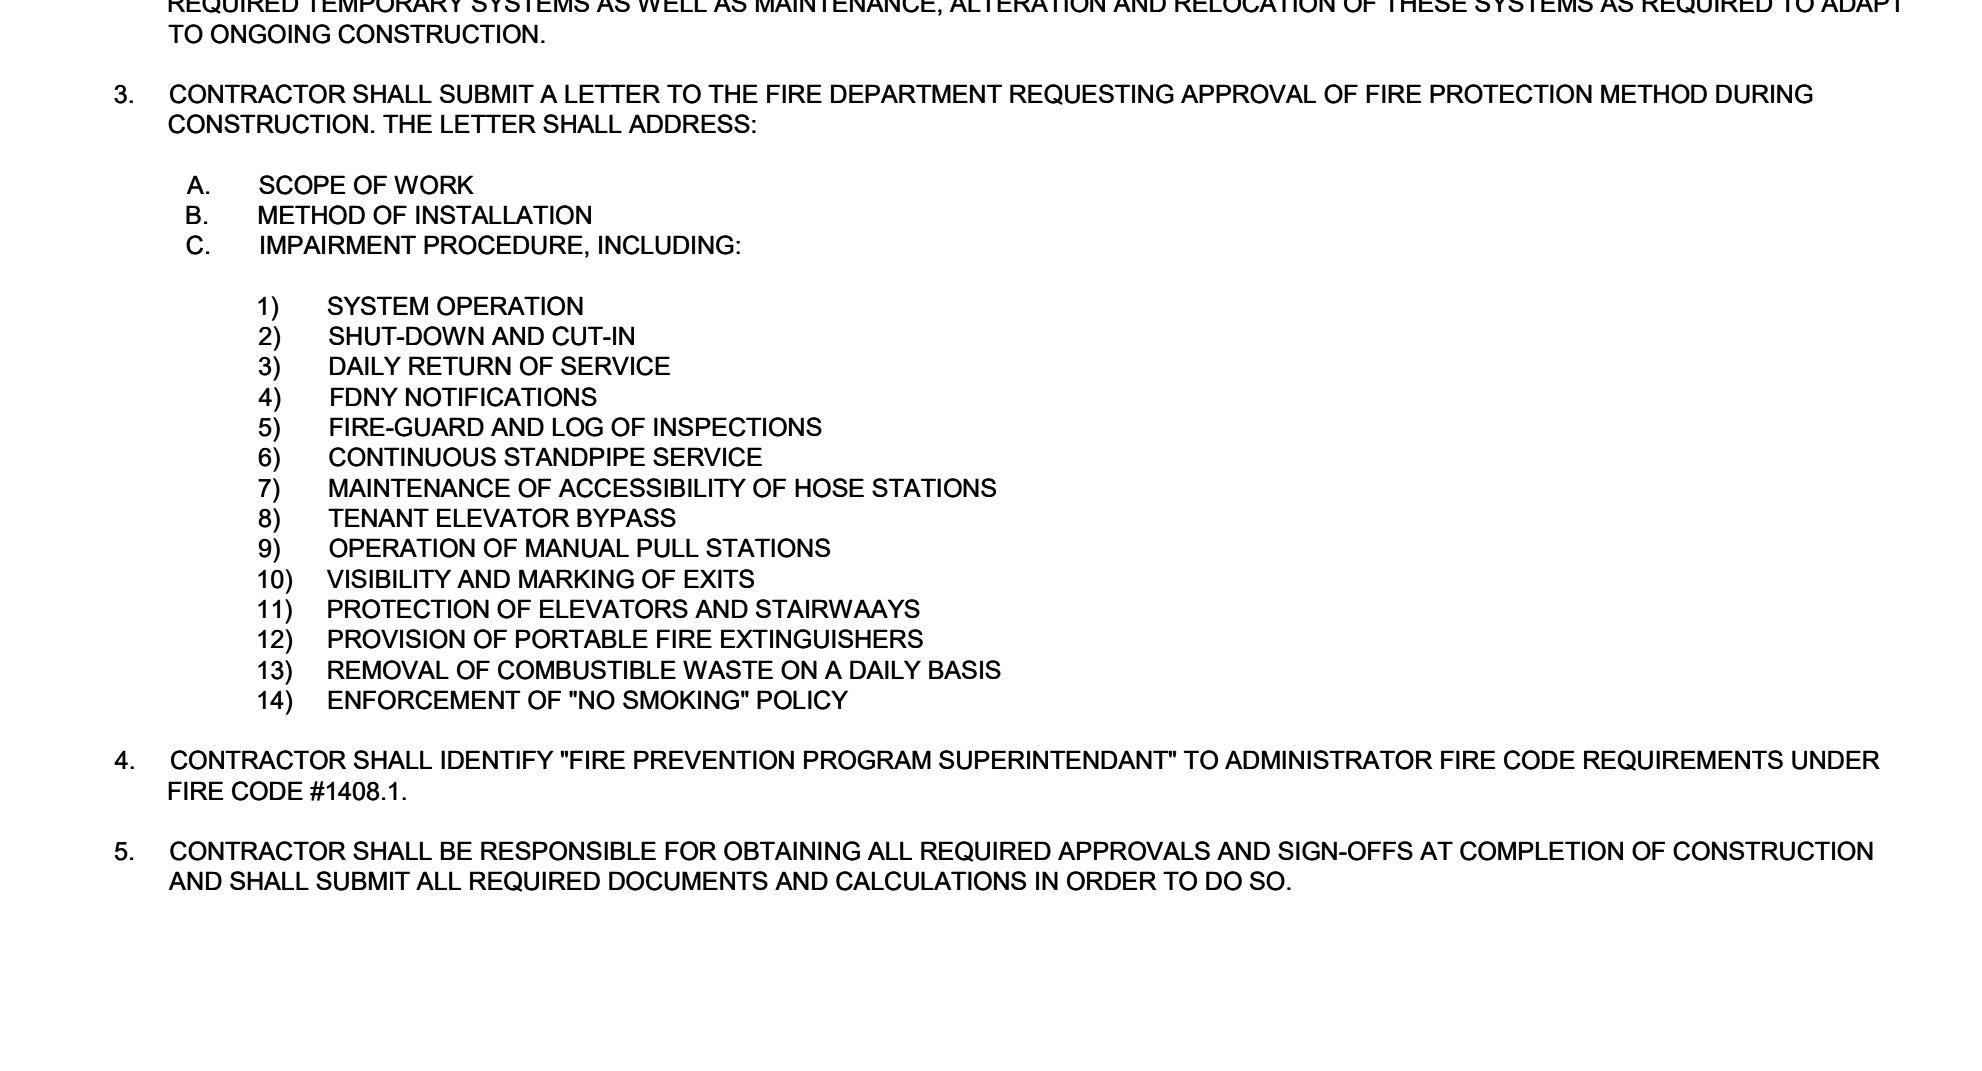 REQUIRED TEMPORARY SYSTEMS AS WELL AS MAINTENANCE, ALTERATION AND RELOCATION OF THESE SYSTEMS AS REQUIRED TO ADAPT
TO ONGOING CONSTRUCTION.
3. CONTRACTOR SHALL SUBMIT A LETTER TO THE FIRE DEPARTMENT REQUESTING APPROVAL OF FIRE PROTECTION METHOD DURING
CONSTRUCTION. THE LETTER SHALL ADDRESS:
A. SCOPE OF WORK
B. METHOD OF INSTALLATION
C. IMPAIRMENT PROCEDURE, INCLUDING:
1) SYSTEM OPERATION
2) SHUT-DOWN AND CUT-IN
3) DAILY RETURN OF SERVICE
4) FDNY NOTIFICATIONS
5) FIRE-GUARD AND LOG OF INSPECTIONS
6) CONTINUOUS STANDPIPE SERVICE
7) MAINTENANCE OF ACCESSIBILITY OF HOSE STATIONS
8) TENANT ELEVATOR BYPASS
9) OPERATION OF MANUAL PULL STATIONS
10) VISIBILITY AND MARKING OF EXITS
11) PROTECTION OF ELEVATORS AND STAIRWAAYS
12) PROVISION OF PORTABLE FIRE EXTINGUISHERS
13) REMOVAL OF COMBUSTIBLE WASTE ON A DAILY BASIS
14) ENFORCEMENT OF "NO SMOKING" POLICY
4. CONTRACTOR SHALL IDENTIFY "FIRE PREVENTION PROGRAM SUPERINTENDANT" TO ADMINISTRATOR FIRE CODE REQUIREMENTS UNDER
FIRE CODE #1408.1.
5. CONTRACTOR SHALL BE RESPONSIBLE FOR OBTAINING ALL REQUIRED APPROVALS AND SIGN-OFFS AT COMPLETION OF CONSTRUCTION
AND SHALL SUBMIT ALL REQUIRED DOCUMENTS AND CALCULATIONS IN ORDER TO DO SO.